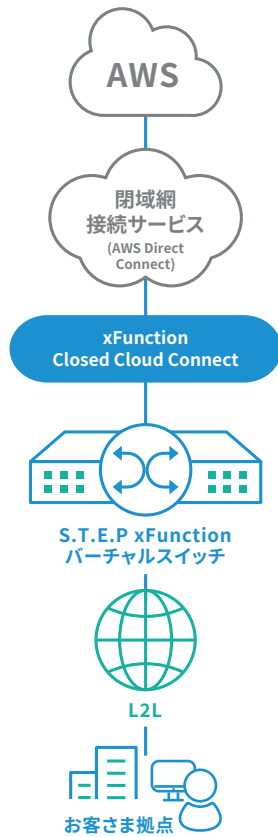 AWS
閉域網
接続サービス
(AWS Direct
Connect)
xFunction
Closed Cloud Connect
S.T.E.P xFunction
バーチャルスイッチ
L2L
お客さま拠点